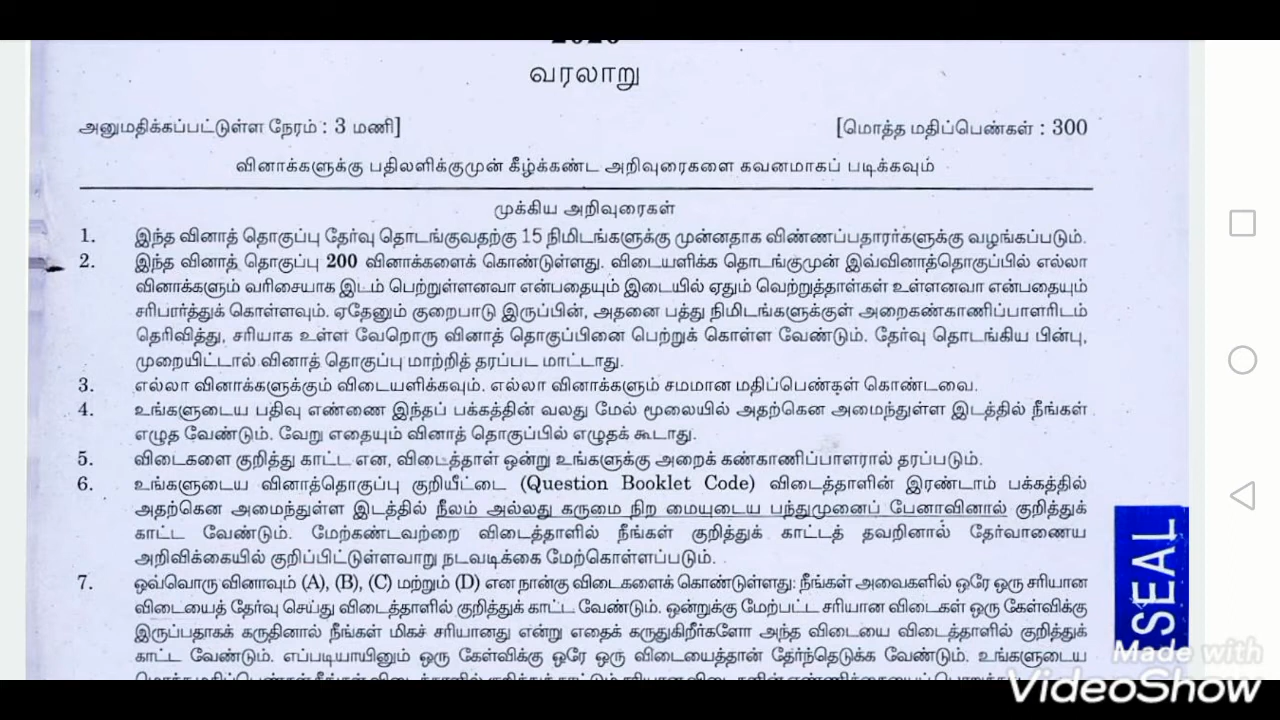 வரலாறு
அனுமதிக்கப்பட்டுள்ள நேரம் : 3 மணி]
[மொத்த மதிப்பெண்கள் : 300
வினாக்களுக்கு பதிலளிக்குமுன் கீழ்க்கண்ட அறிவுரைகளை கவனமாகப் படிக்கவும்
முக்கிய அறிவுரைகள்
1. இந்த வினாத் தொகுப்பு தேர்வு தொடங்குவதற்கு 15 நிமிடங்களுக்கு முன்னதாக விண்ணப்பதாரர்களுக்கு வழங்கப்படும்.
2. இந்த வினாத் தொகுப்பு 200 வினாக்களைக் கொண்டுள்ளது. விடையளிக்க தொடங்குமுன் இவ்வினாத்தொகுப்பில் எல்லா
வினாக்களும் வரிசையாக இடம் பெற்றுள்ளனவா என்பதையும் இடையில் ஏதும் வெற்றுத்தாள்கள் உள்ளனவா என்பதையும்
சரிபார்த்துக் கொள்ளவும். ஏதேனும் குறைபாடு இருப்பின், அதனை பத்து நிமிடங்களுக்குள் அறைகண்காணிப்பாளரிடம்
தெரிவித்து, சரியாக உள்ள வேறொரு வினாத் தொகுப்பினை பெற்றுக் கொள்ள வேண்டும். தேர்வு தொடங்கிய பின்பு,
முறையிட்டால் வினாத் தொகுப்பு மாற்றித் தரப்பட மாட்டாது.
3. எல்லா வினாக்களுக்கும் விடையளிக்கவும். எல்லா வினாக்களும் சமமான மதிப்பெண்கள் கொண்டவை.
4. உங்களுடைய பதிவு எண்ணை இந்தப் பக்கத்தின் வலது மேல் மூலையில் அதற்கென அமைந்துள்ள இடத்தில் நீங்கள்
எழுத வேண்டும். வேறு எதையும் வினாத் தொகுப்பில் எழுதக் கூடாது.
5. விடைகளை குறித்து காட்ட என, விடைத்தாள் ஒன்று உங்களுக்கு அறைக் கண்காணிப்பாளரால் தரப்படும்.
6. உங்களுடைய வினாத்தொகுப்பு குறியீட்டை (Question Booklet Code) விடைத்தாளின் இரண்டாம் பக்கத்தில்
அதற்கென அமைந்துள்ள இடத்தில் நீலம் அல்லது கருமை நிற மையுடைய பந்துமுனைப் பேனாவினால் குறித்துக்
காட்ட வேண்டும். மேற்கண்டவற்றை விடைத்தாளில் நீங்கள் குறித்துக் காட்டத் தவறினால் தேர்வாணைய
அறிவிக்கையில் குறிப்பிட்டுள்ளவாறு நடவடிக்கை மேற்கொள்ளப்படும்.
7. ஒவ்வொரு வினாவும் (A), (B), (C) மற்றும் (D) என நான்கு விடைகளைக் கொண்டுள்ளது. நீங்கள் அவைகளில் ஒரே ஒரு சரியான
விடையைத் தேர்வு செய்து விடைத்தாளில் குறித்துக் காட்ட வேண்டும். ஒன்றுக்கு மேற்பட்ட சரியான விடைகள் ஒரு கேள்விக்கு
இருப்பதாகக் கருதினால் நீங்கள் மிகச் சரியானது என்று எதைக் கருதுகிறீர்களோ அந்த விடையை விடைத்தாளில் குறித்துக்
காட்ட வேண்டும். எப்படியாயினும் ஒரு கேள்விக்கு ஒரே ஒரு விடையைத்தான் தேர்ந்தெடுக்க வேண்டும். உங்களுடைய
SEAL
Made with
VideoShow